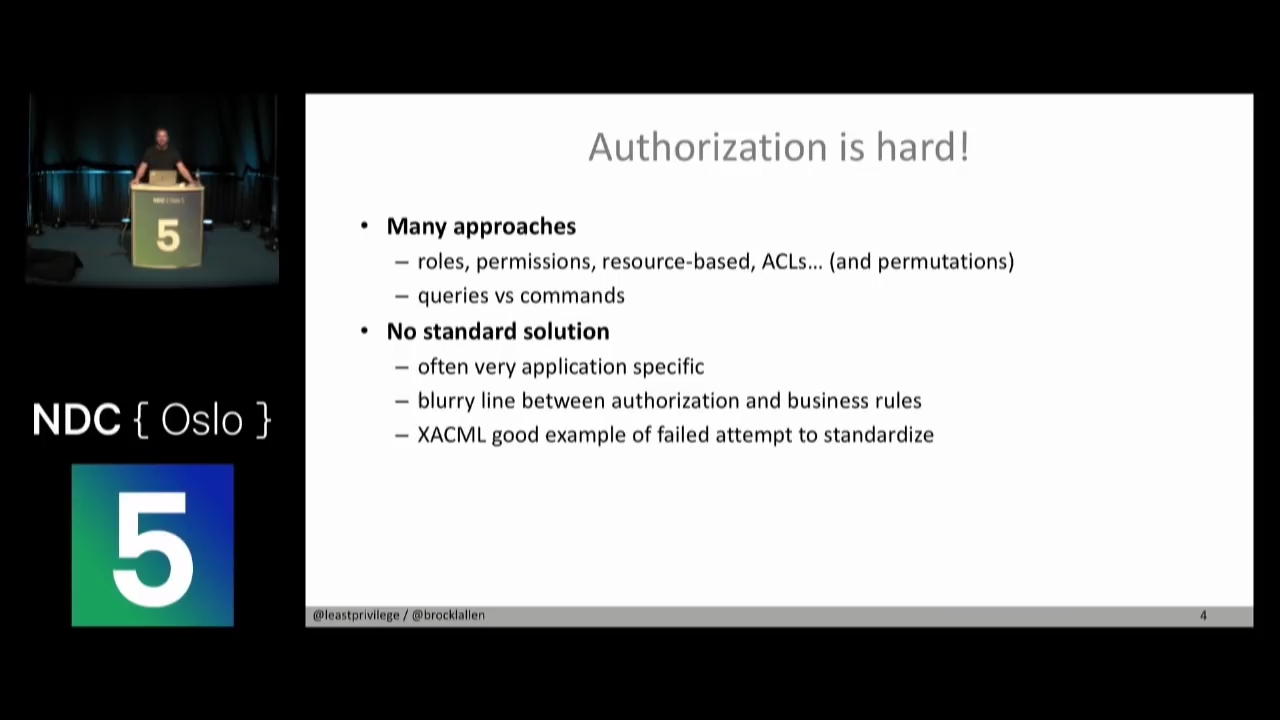 Authorization is hard!
• Many approaches
– roles, permissions, resource-based, ACLs... (and permutations)
– queries vs commands
• No standard solution
– often very application specific
– blurry line between authorization and business rules
– XACML good example of failed attempt to standardize
@leastprivilege / @brocklallen
4
5
NDC { Oslo }
5